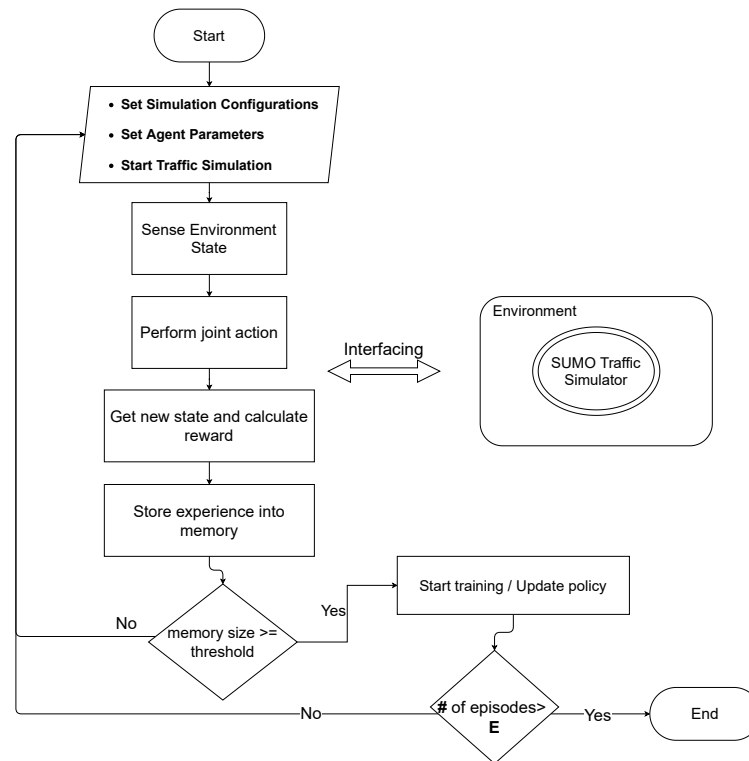 Start
• Set Simulation Configurations
• Set Agent Parameters
• Start Traffic Simulation
Sense Environment
State
Perform joint action
Interfacing
Environment
SUMO Traffic
Simulator
Get new state and calculate
reward
Store experience into
memory
memory size >=
threshold
No
Yes
Start training / Update policy
# of episodes>
E
No
Yes
End